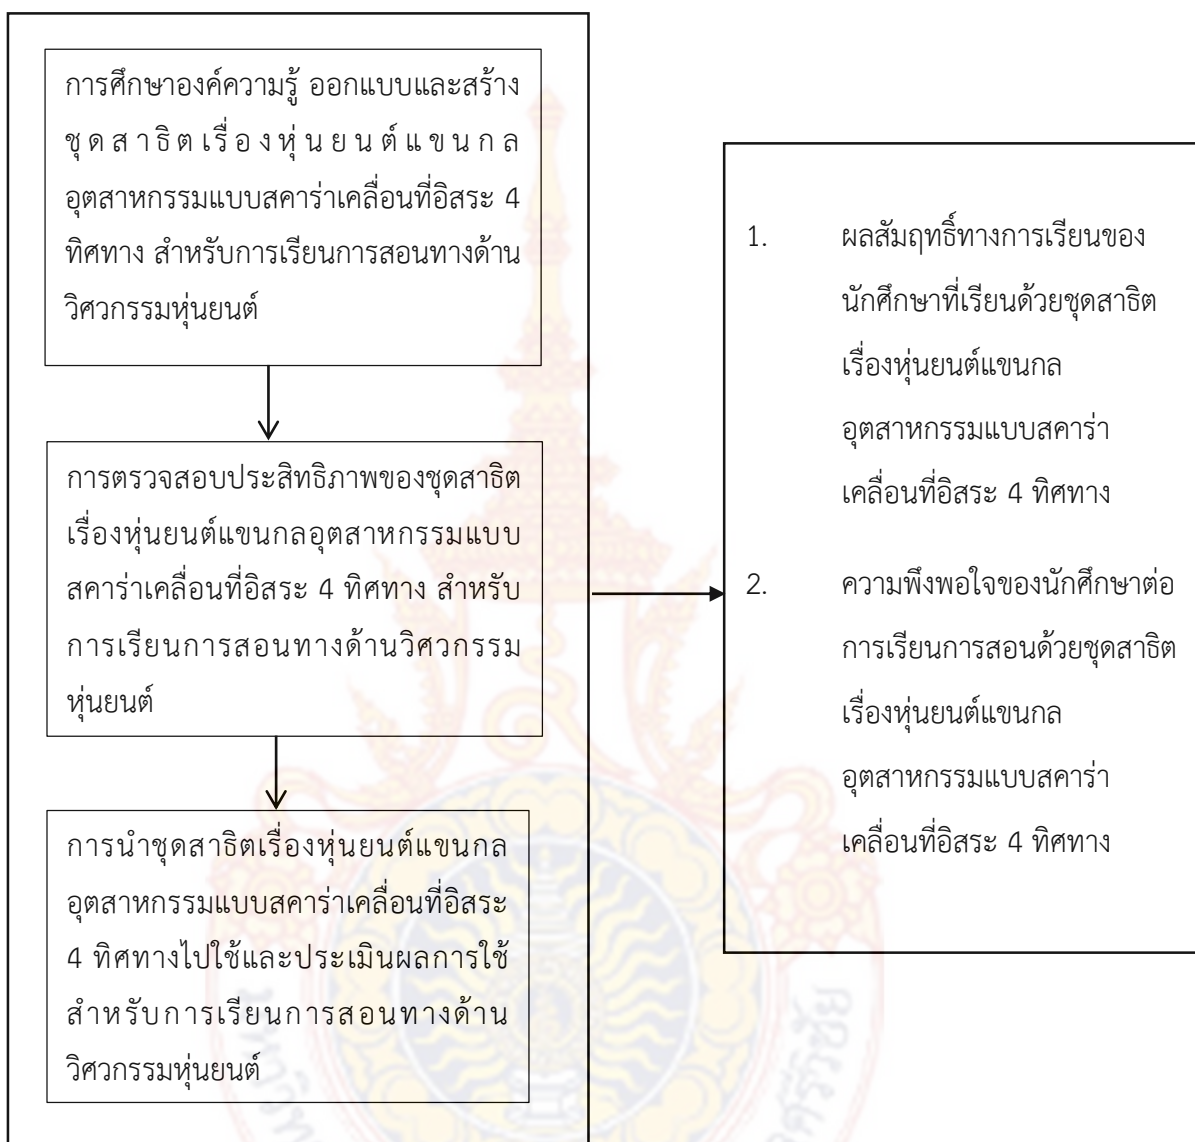 การศึกษาองค์ความรู้ ออกแบบและสร้าง
ชุดสาธิตเรื่องหุ่นยนต์แขนกล
อุตสาหกรรมแบบสคาร่าเคลื่อนที่อิสระ 4
ทิศทาง สำหรับการเรียนการสอนทางด้าน
วิศวกรรมหุ่นยนต์
การตรวจสอบประสิทธิภาพของชุดสาธิต
เรื่องหุ่นยนต์แขนกลอุตสาหกรรมแบบ
สคาร่าเคลื่อนที่อิสระ 4 ทิศทาง สำหรับ
การเรียนการสอนทางด้านวิศวกรรม
หุ่นยนต์
การนำชุดสาธิตเรื่องหุ่นยนต์แขนกล
อุตสาหกรรมแบบสคาร่าเคลื่อนที่อิสระ
4 ทิศทางไปใช้และประเมินผลการใช้
สำหรับการเรียนการสอนทางด้าน
วิศวกรรมหุ่นยนต์
1. ผลสัมฤทธิ์ทางการเรียนของ
นักศึกษาที่เรียนด้วยชุดสาธิต
เรื่องหุ่นยนต์แขนกล
อุตสาหกรรมแบบสคาร่า
เคลื่อนที่อิสระ 4 ทิศทาง
2. ความพึงพอใจของนักศึกษาต่อ
การเรียนการสอนด้วยชุดสาธิต
เรื่องหุ่นยนต์แขนกล
อุตสาหกรรมแบบสคาร่า
เคลื่อนที่อิสระ 4 ทิศทาง